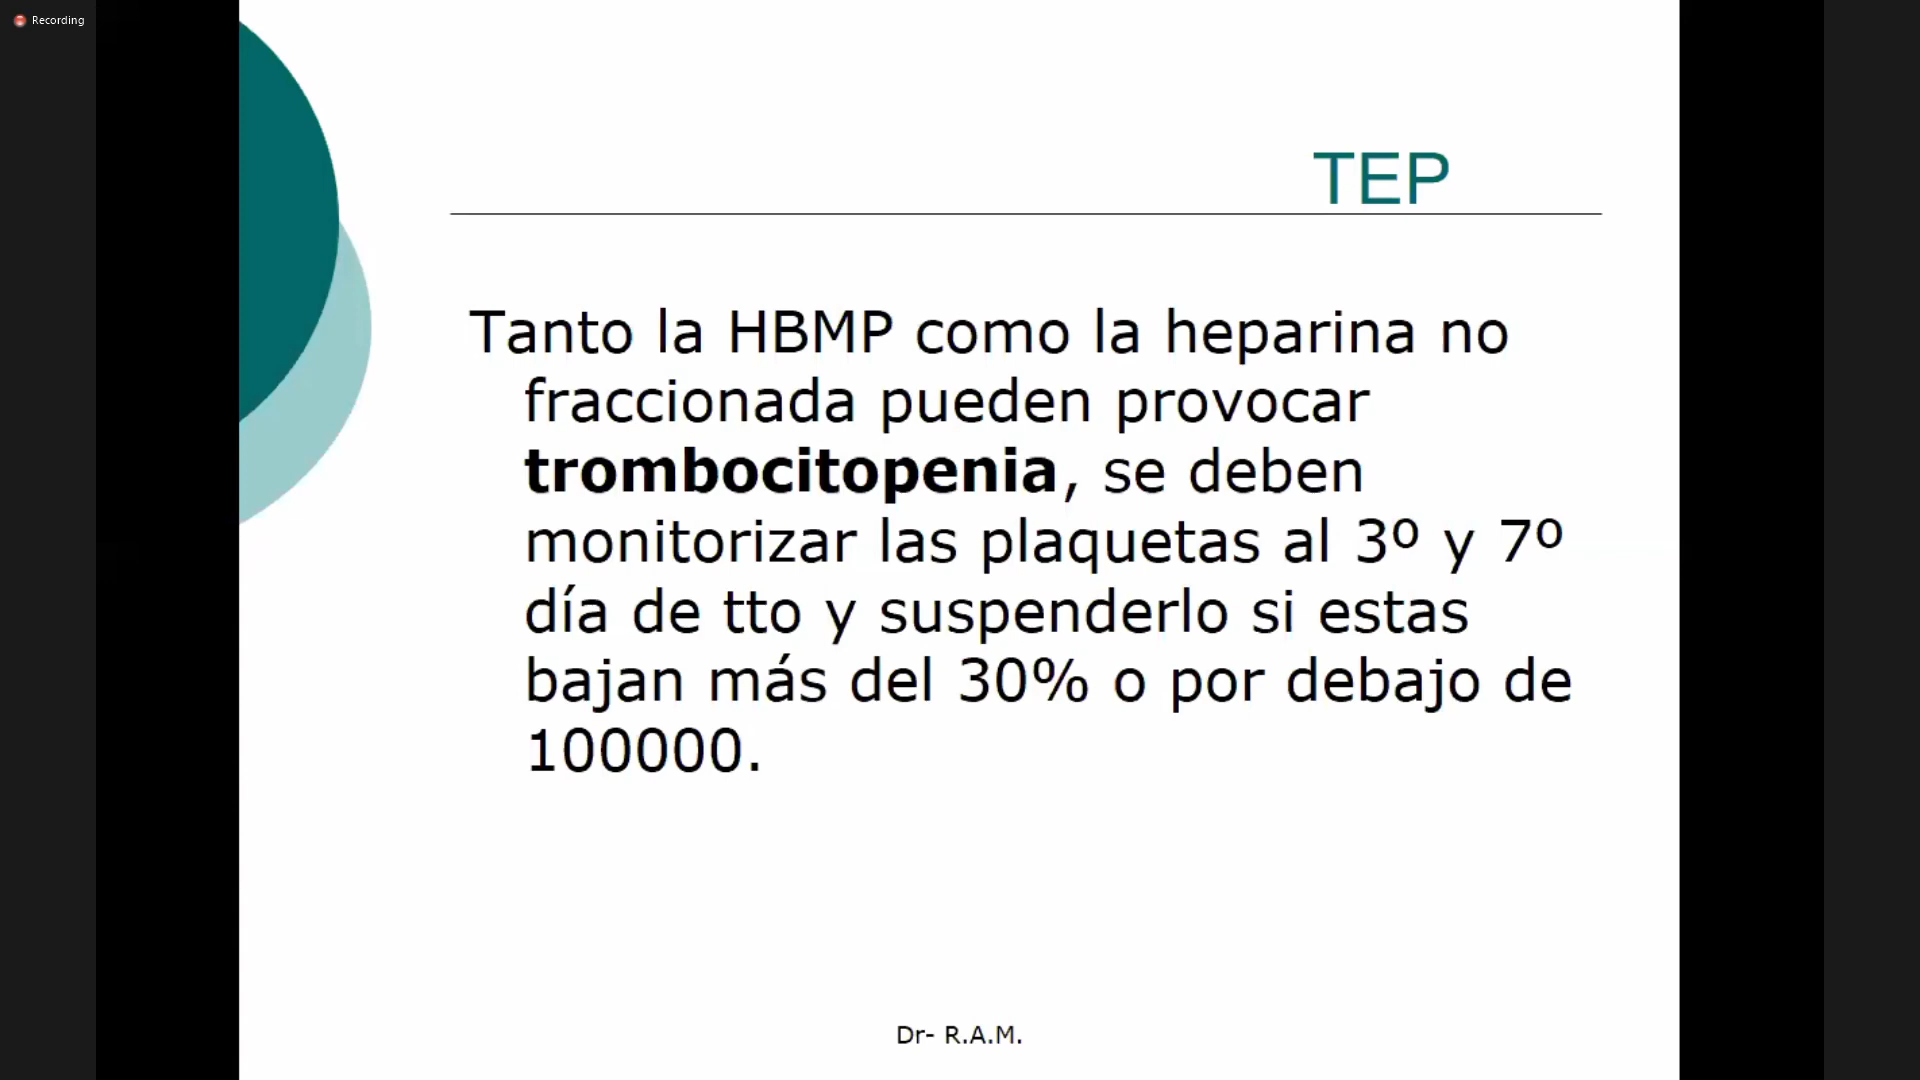 Recording
TEP
Tanto la HBMP como la heparina no
fraccionada pueden provocar
trombocitopenia, se deben
monitorizar las plaquetas al 3º y 7º
día de tto y suspenderlo si estas
bajan más del 30% o por debajo de
100000.
Dr- R.A.M.